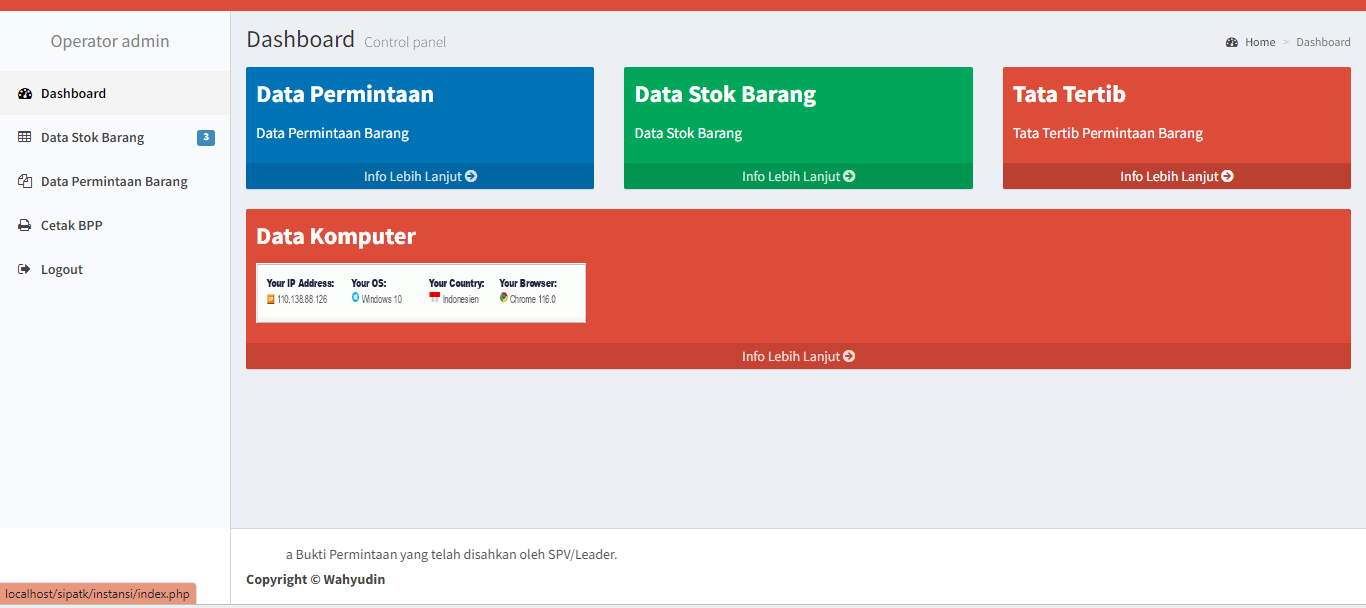 Operator admin
Dashboard
Data Stok Barang 3
Data Permintaan Barang
Cetak BPP
Logout
Dashboard Control panel
Home > Dashboard
Data Permintaan
Data Permintaan Barang
Info Lebih Lanjut
Data Stok Barang
Data Stok Barang
Info Lebih Lanjut
Tata Tertib
Tata Tertib Permintaan Barang
Info Lebih Lanjut
Data Komputer
Your IP Address: Your OS: Your Country: Your Browser:
110.138.88.126 Windows 10 Indonesien Chrome 116.0
Info Lebih Lanjut
a Bukti Permintaan yang telah disahkan oleh SPV/Leader.
Copyright © Wahyudin
localhost/sipatk/instansi/index.php